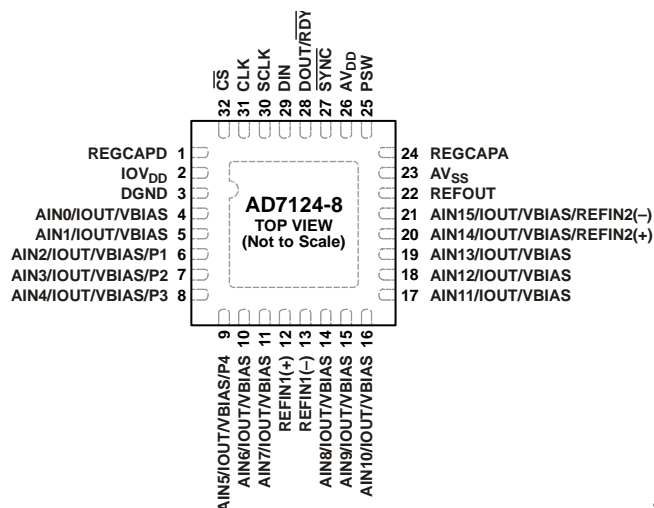 C̅S̅
CLK
SCLK
DIN
DOUT/R̅D̅Y̅
S̅Y̅N̅C̅
AVDD
PSW
32
31
30
29
28
27
26
25
REGCAPD 1
IOVDD 2
DGND 3
AIN0/IOUT/VBIAS 4
AIN1/IOUT/VBIAS 5
AIN2/IOUT/VBIAS/P1 6
AIN3/IOUT/VBIAS/P2 7
AIN4/IOUT/VBIAS/P3 8
AD7124-8
TOP VIEW
(Not to Scale)
24 REGCAPA
23 AVSS
22 REFOUT
21 AIN15/IOUT/VBIAS/REFIN2(–)
20 AIN14/IOUT/VBIAS/REFIN2(+)
19 AIN13/IOUT/VBIAS
18 AIN12/IOUT/VBIAS
17 AIN11/IOUT/VBIAS
9
10
11
12
13
14
15
16
AIN5/IOUT/VBIAS/P4
AIN6/IOUT/VBIAS
AIN7/IOUT/VBIAS
REFIN1(+)
REFIN1(–)
AIN8/IOUT/VBIAS
AIN9/IOUT/VBIAS
AIN10/IOUT/VBIAS